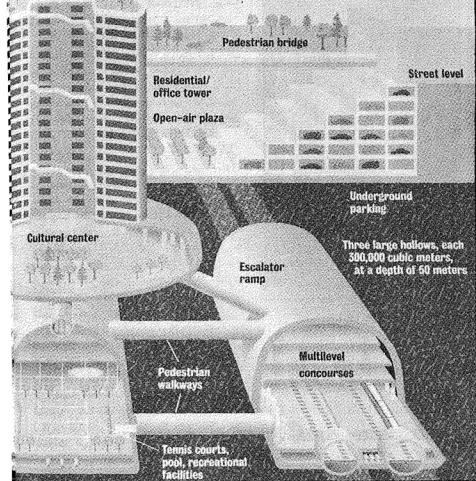 Pedestrian bridge
Street level
Residential/
office tower
Open-air plaza
Underground
parking
Cultural center
Three large hollows, each
300,000 cubic meters,
at a depth of 50 meters
Escalator
ramp
Multilevel
concourses
Pedestrian
walkways
Tennis courts,
pool, recreational
facilities